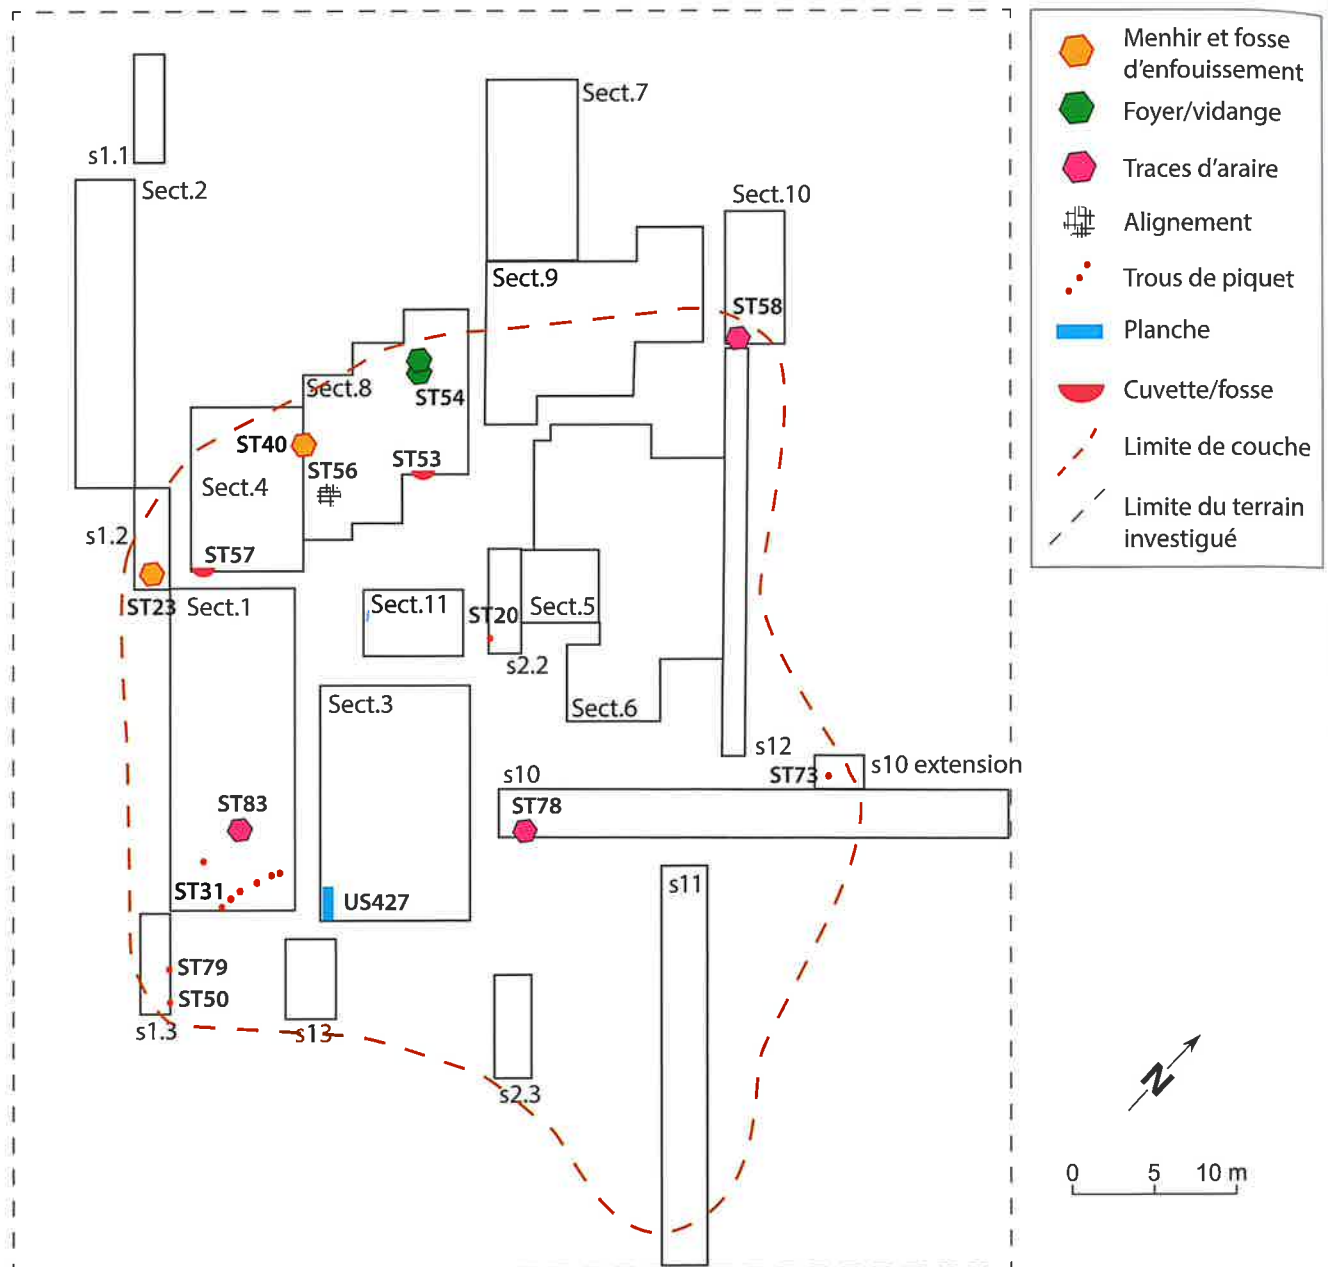 Menhir et fosse
d'enfouissement
Foyer/vidange
Traces d'araire
Alignement
Trous de piquet
Planche
Cuvette/fosse
Limite de couche
Limite du terrain
investigué
Sect.7
s1.1
Sect.2
Sect.10
Sect.9
ST58
Sect.8
ST54
ST40
ST53
ST56
Sect.4
s1.2
ST57
ST23
Sect.1
Sect.11
ST20
Sect.5
s2.2
Sect.3
Sect.6
s12
s10 extension
ST73
s10
ST83
ST78
ST31
US427
s11
ST79
ST50
s1.3
s13
s2.3
N
0 5 10 m